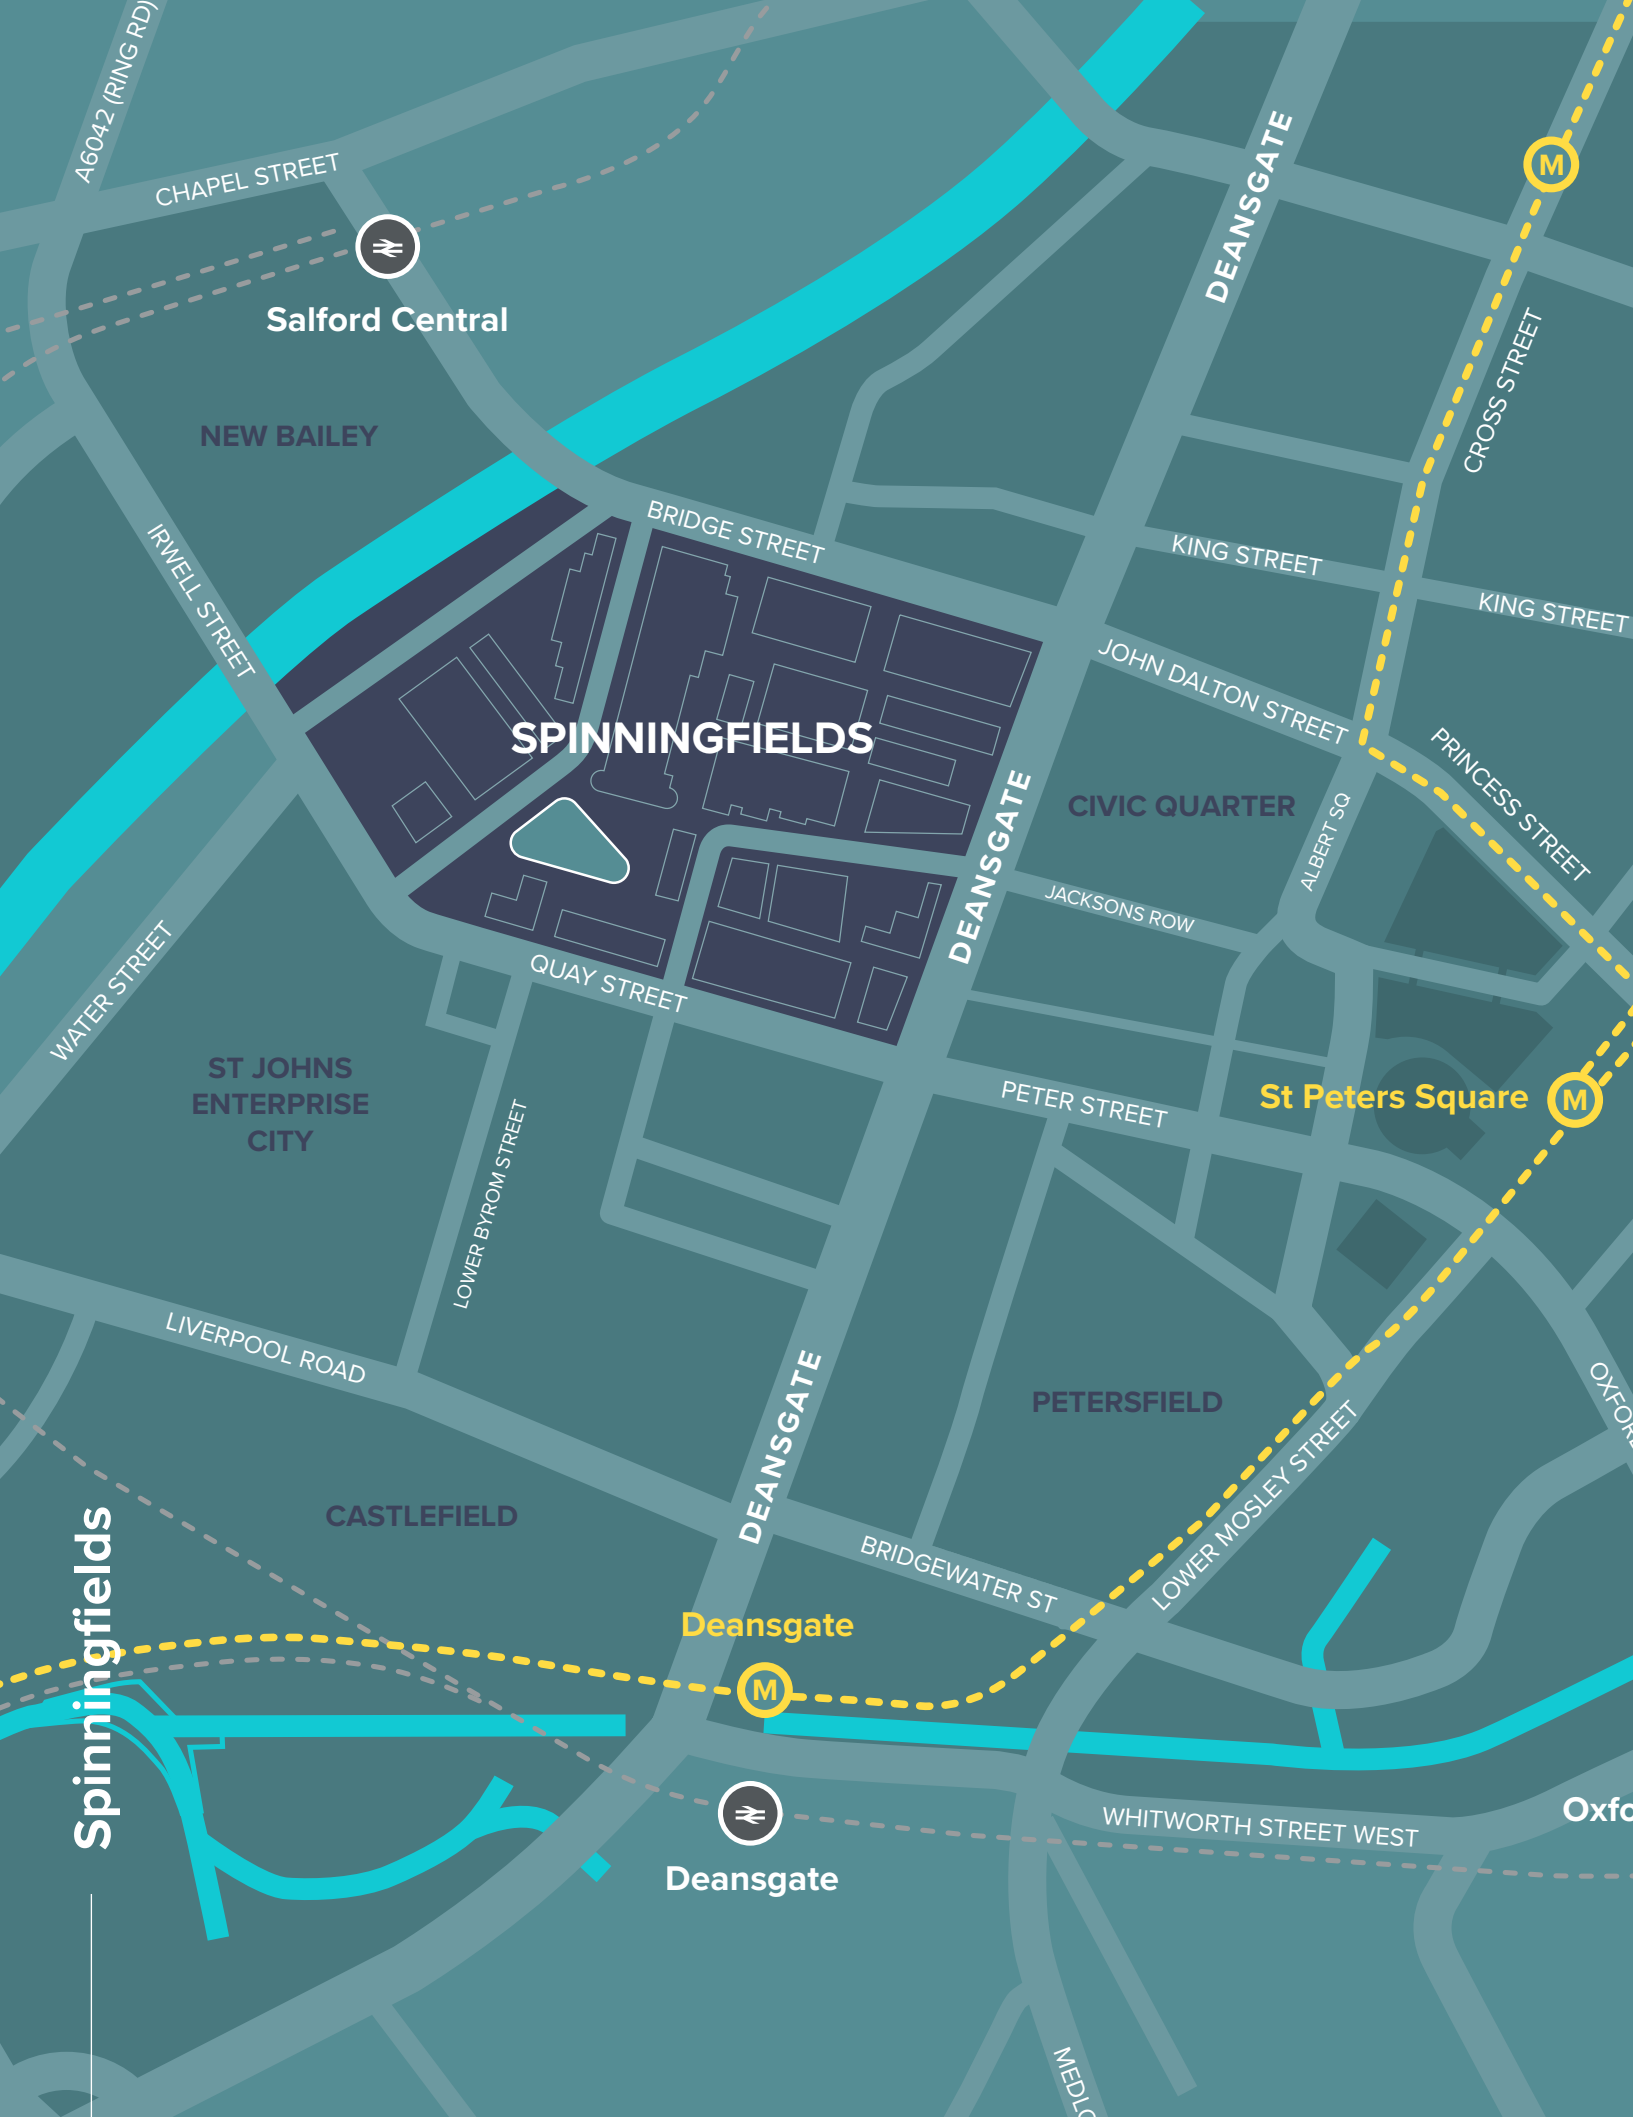 A6042 (RING RD)
CHAPEL STREET
Salford Central
NEW BAILEY
IRWELL STREET
BRIDGE STREET
DEANSGATE
M
CROSS STREET
KING STREET
KING STREET
JOHN DALTON STREET
PRINCESS STREET
SPINNINGFIELDS
CIVIC QUARTER
ALBERT SQ
DEANSGATE
JACKSONS ROW
WATER STREET
QUAY STREET
ST JOHNS
ENTERPRISE
CITY
PETER STREET
St Peters Square
M
LOWER BYROM STREET
LIVERPOOL ROAD
DEANSGATE
PETERSFIELD
OXFORD
LOWER MOSLEY STREET
CASTLEFIELD
BRIDGEWATER ST
Spinningfields
Deansgate
M
Deansgate
WHITWORTH STREET WEST
Oxfo
MEDLO